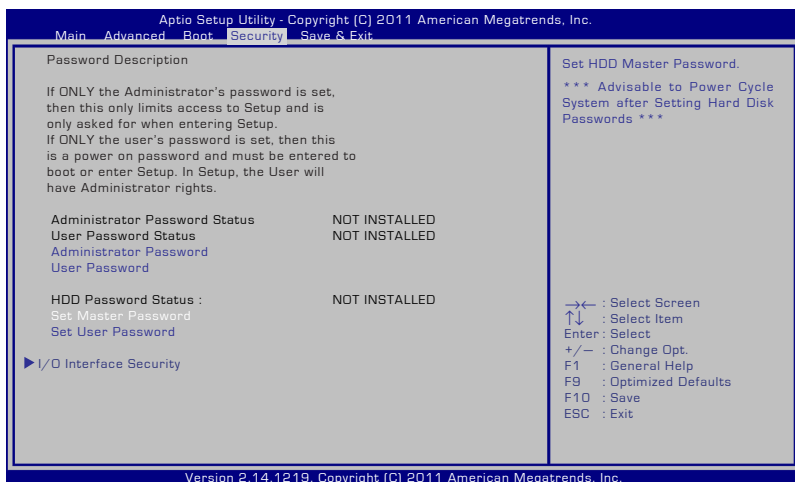 Aptio Setup Utility - Copyright (C) 2011 American Megatrends, Inc.
Main Advanced Boot Security Save & Exit
Password Description
If ONLY the Administrator's password is set,
then this only limits access to Setup and is
only asked for when entering Setup.
If ONLY the user's password is set, then this
is a power on password and must be entered to
boot or enter Setup. In Setup, the User will
have Administrator rights.
Administrator Password Status NOT INSTALLED
User Password Status NOT INSTALLED
Administrator Password
User Password
HDD Password Status : NOT INSTALLED
Set Master Password
Set User Password
I/O Interface Security
Set HDD Master Password.
*** Advisable to Power Cycle
System after Setting Hard Disk
Passwords ***
→← : Select Screen
↑↓ : Select Item
Enter : Select
+/— : Change Opt.
F1 : General Help
F9 : Optimized Defaults
F10 : Save
ESC : Exit
Version 2.14.1219. Copyright (C) 2011 American Megatrends, Inc.